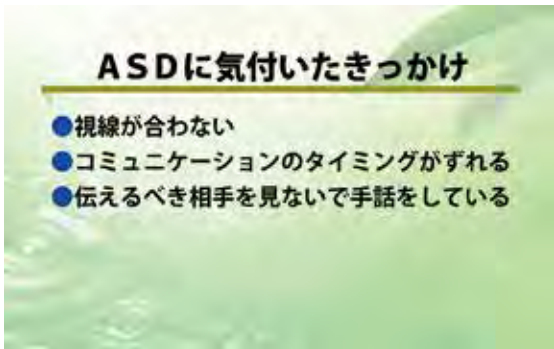 ASDに気付いたきっかけ
●視線が合わない
●コミュニケーションのタイミングがずれる
●伝えるべき相手を見ないで手話をしている